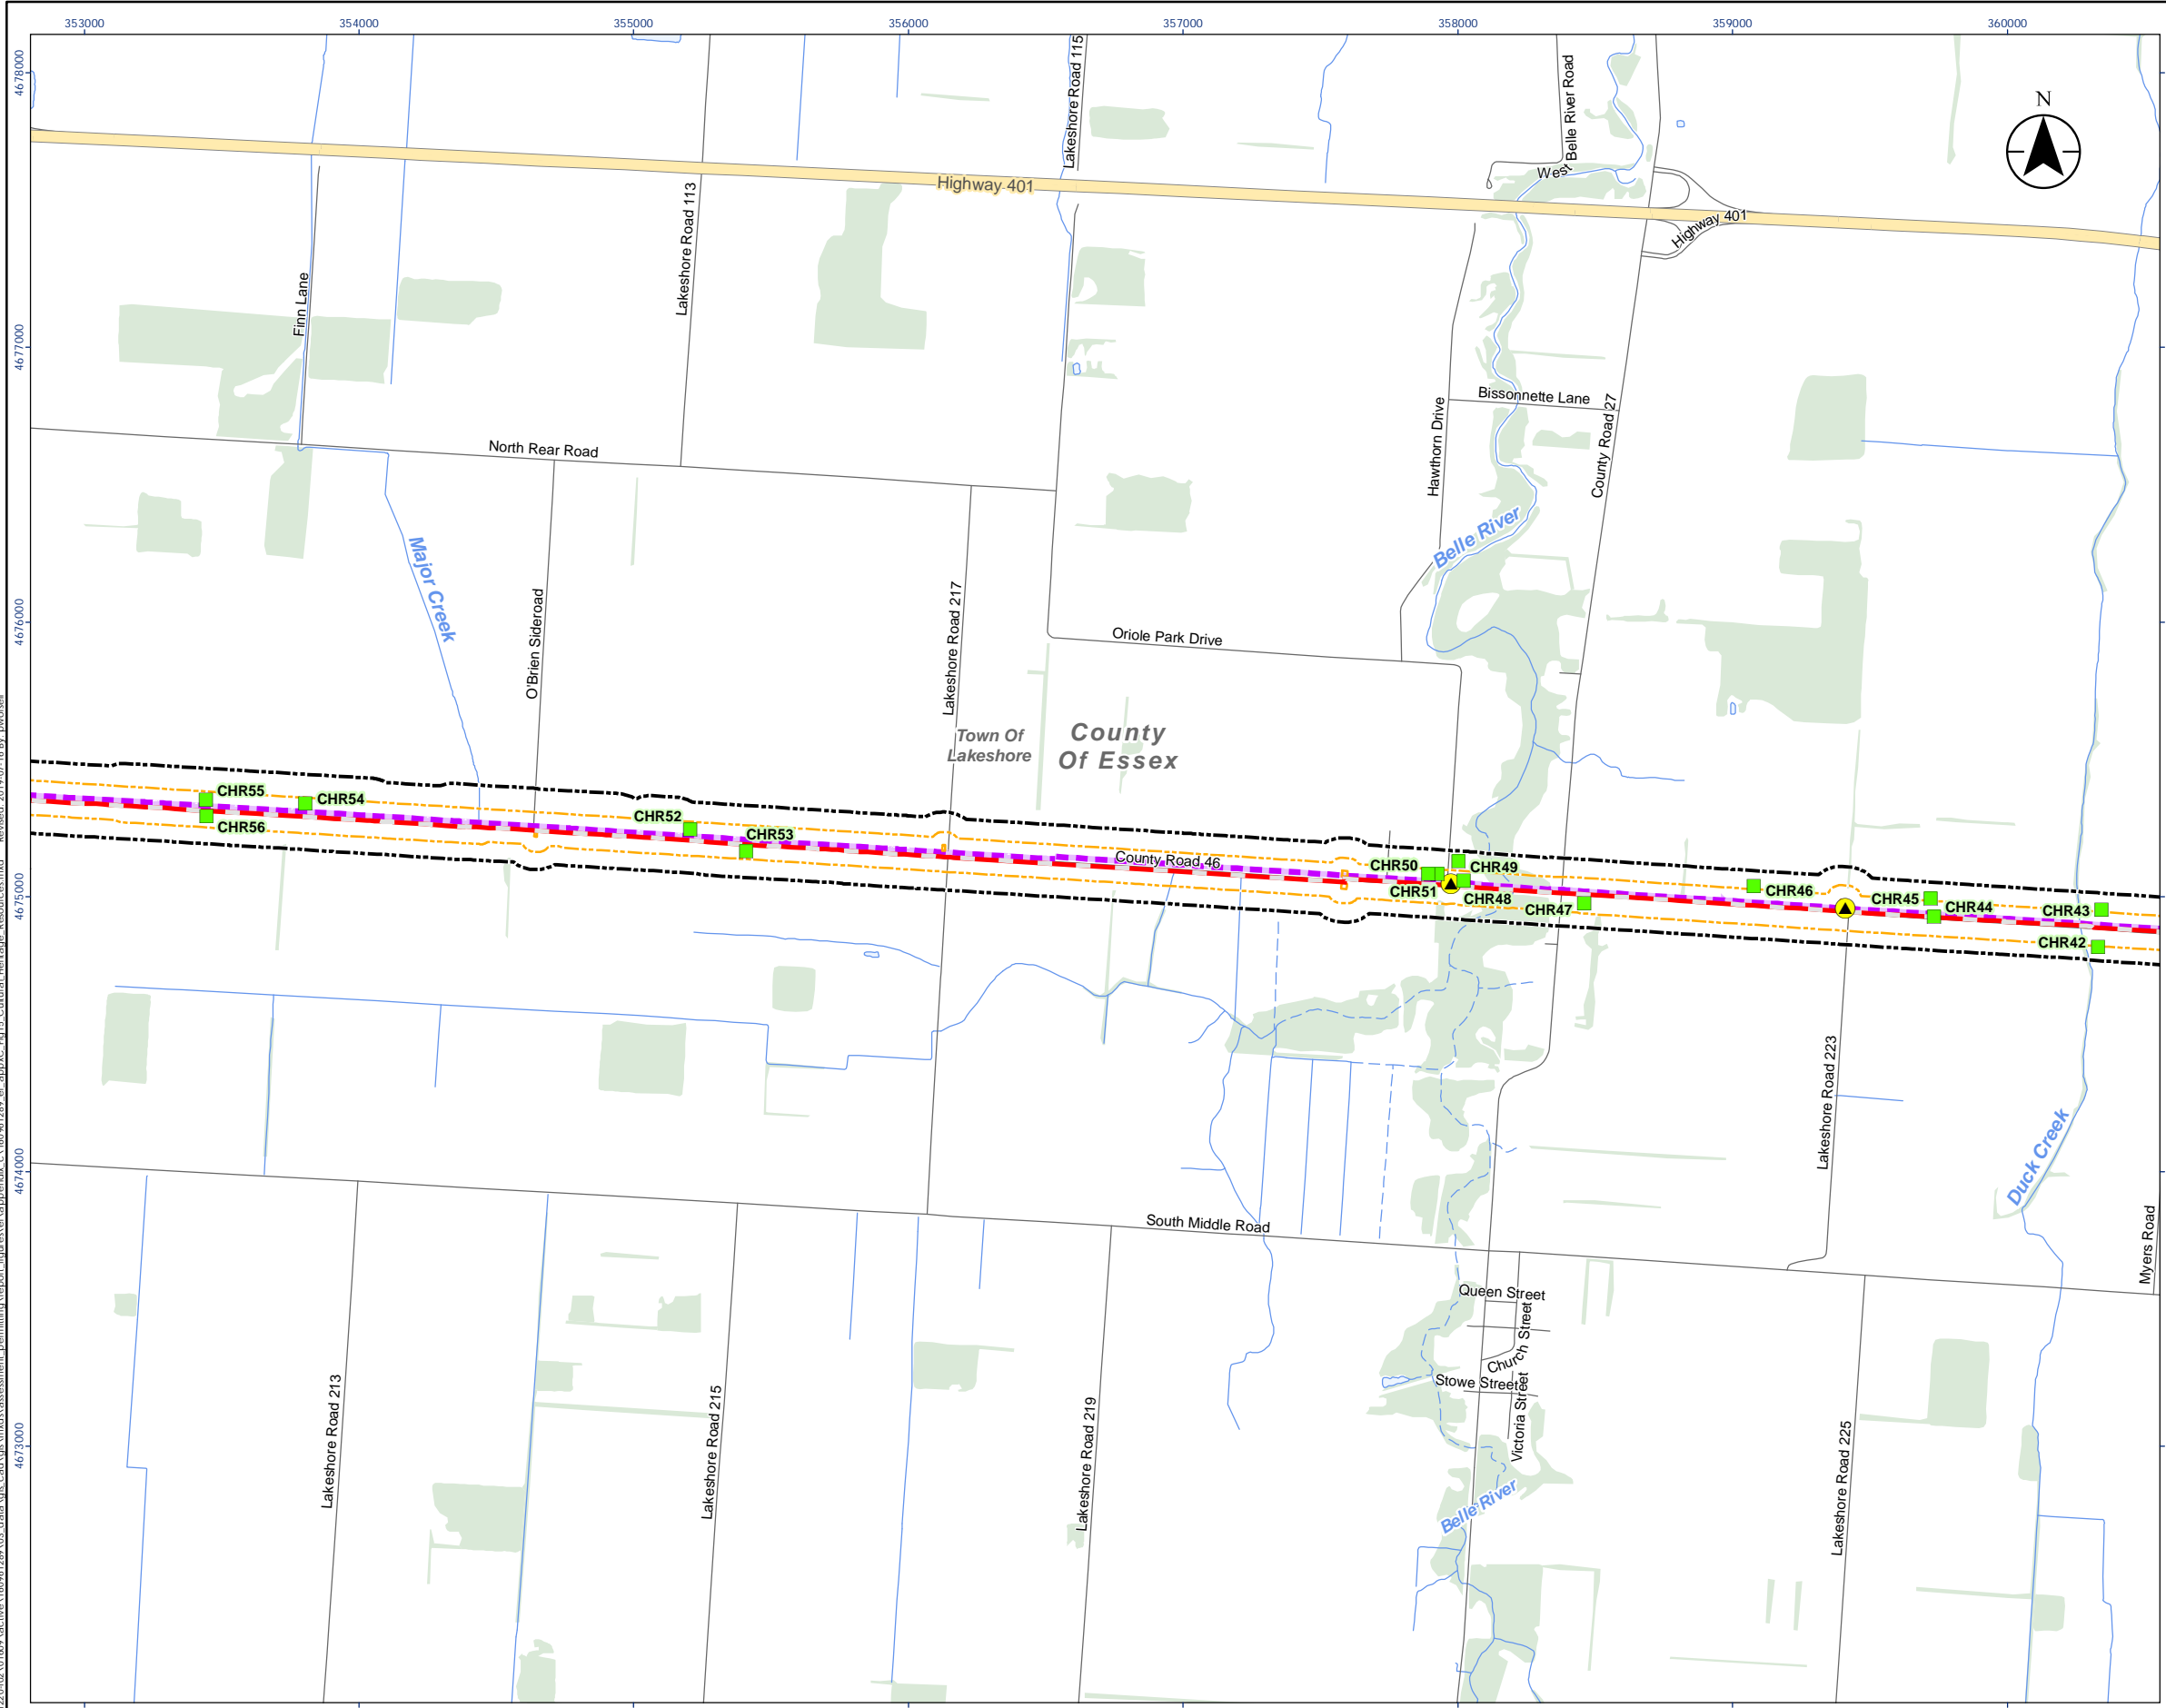 353000
354000
355000
356000
357000
358000
359000
360000
4678000
4677000
4676000
4675000
4674000
4673000
N
Lakeshore Road 115
West Belle River Road
Highway 401
Highway 401
Lakeshore Road 113
Finn Lane
Bissonnette Lane
Hawthorn Drive
County Road 27
North Rear Road
Belle River
Major Creek
O'Brien Sideroad
Lakeshore Road 217
Oriole Park Drive
Town Of
Lakeshore
County
Of Essex
CHR55
CHR54
CHR56
CHR52
CHR53
County Road 46
CHR50
CHR49
CHR51
CHR48
CHR47
CHR46
CHR45
CHR44
CHR43
CHR42
Lakeshore Road 223
Duck Creek
South Middle Road
Myers Road
Queen Street
Church Street
Stowe Street
Victoria Street
Lakeshore Road 213
Lakeshore Road 215
Lakeshore Road 219
Lakeshore Road 225
Belle River